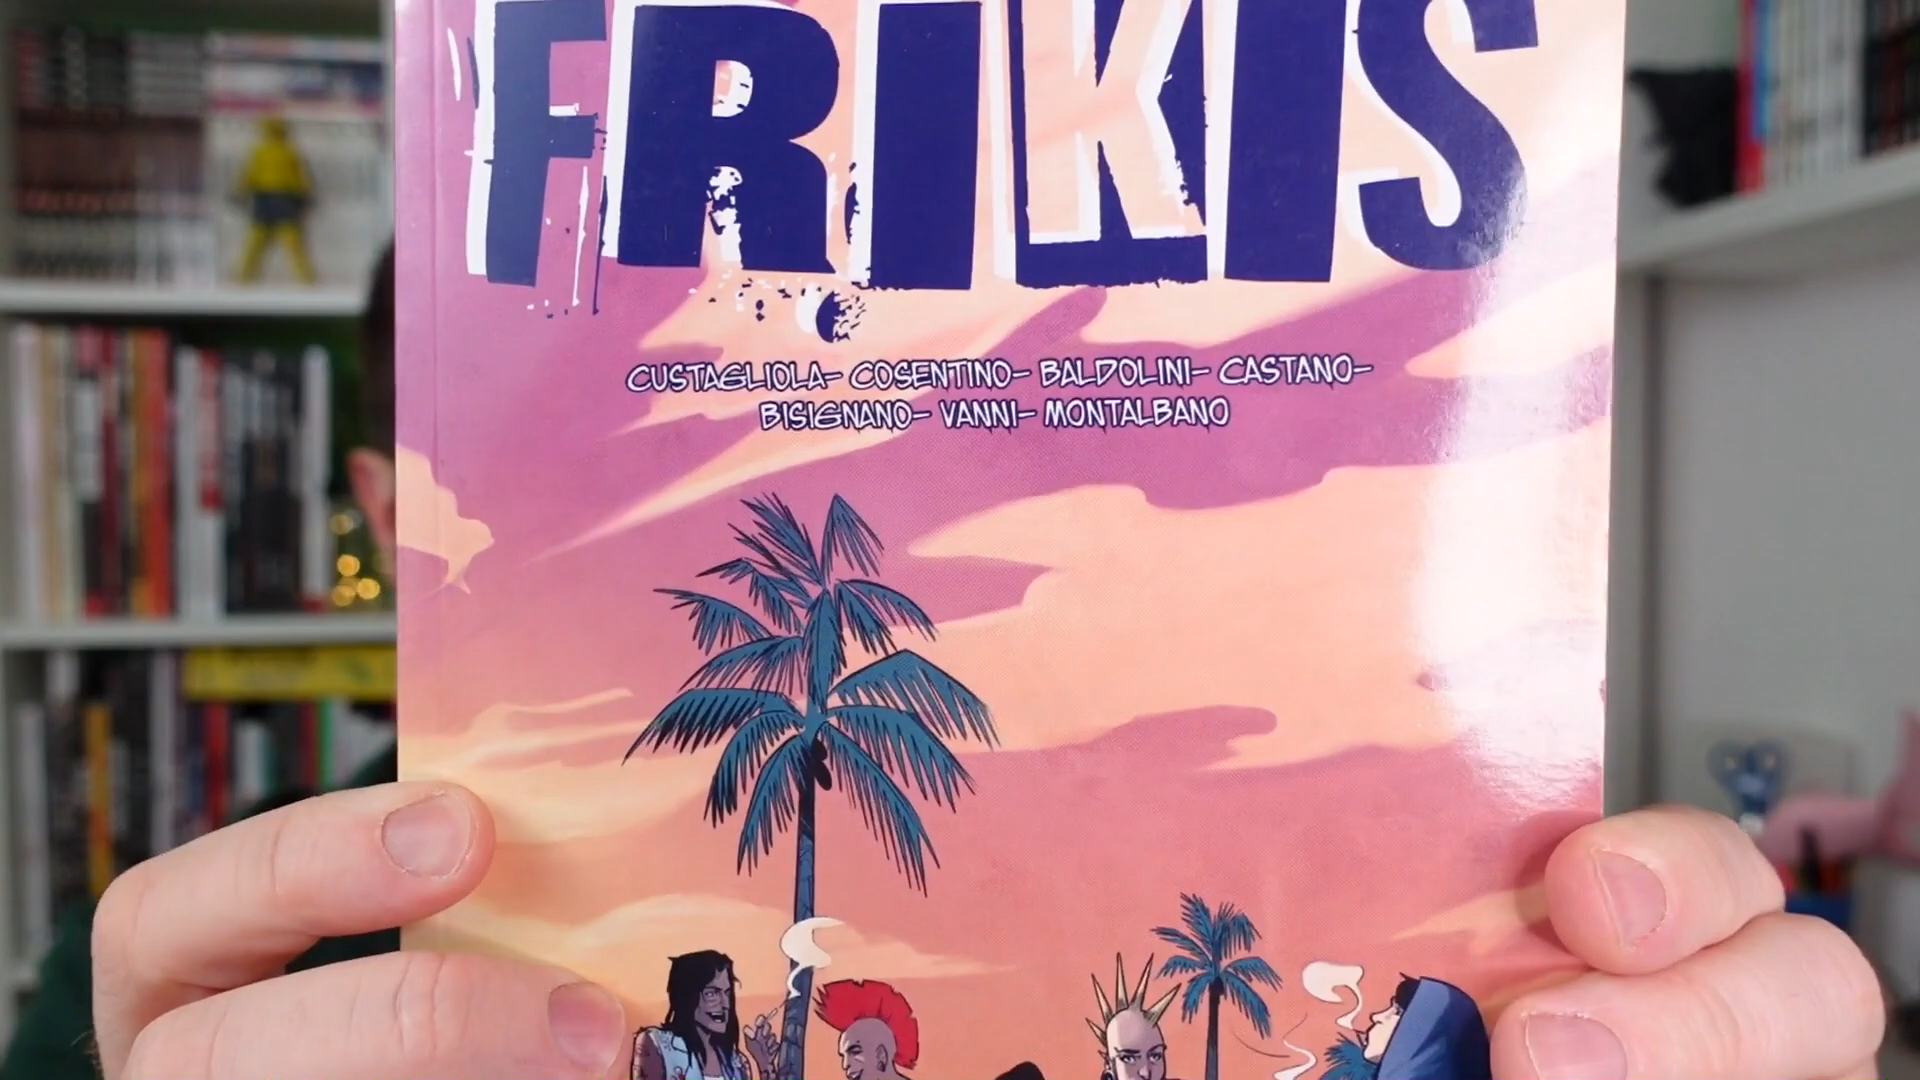 FRIKIS
CUSTAGLIOLA- COSENTINO- BALDOLINI- CASTANO-
BISIGNANO- VANNI- MONTALBANO